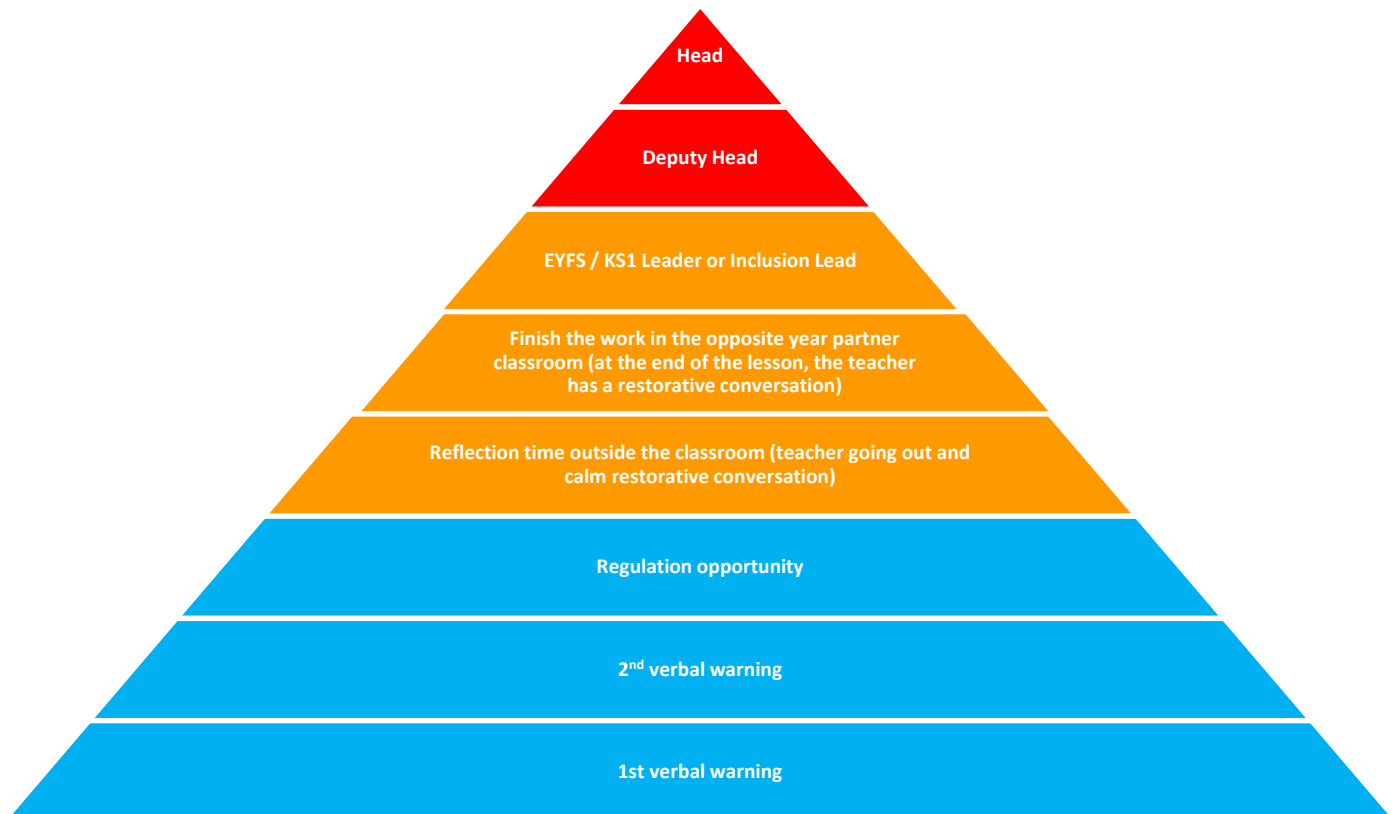 Head
Deputy Head
EYFS / KS1 Leader or Inclusion Lead
Finish the work in the opposite year partner
classroom (at the end of the lesson, the teacher
has a restorative conversation)
Reflection time outside the classroom (teacher going out and
calm restorative conversation)
Regulation opportunity
2nd verbal warning
1st verbal warning